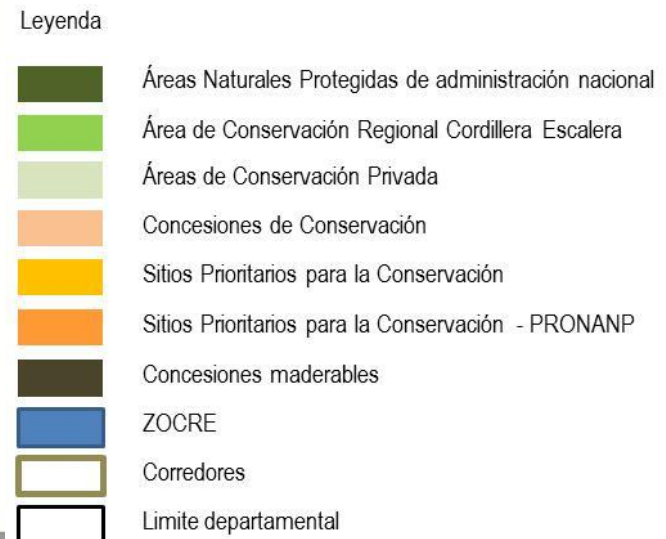 Leyenda
Áreas Naturales Protegidas de administración nacional
Área de Conservación Regional Cordillera Escalera
Áreas de Conservación Privada
Concesiones de Conservación
Sitios Prioritarios para la Conservación
Sitios Prioritarios para la Conservación - PRONANP
Concesiones maderables
ZOCRE
Corredores
Limite departamental